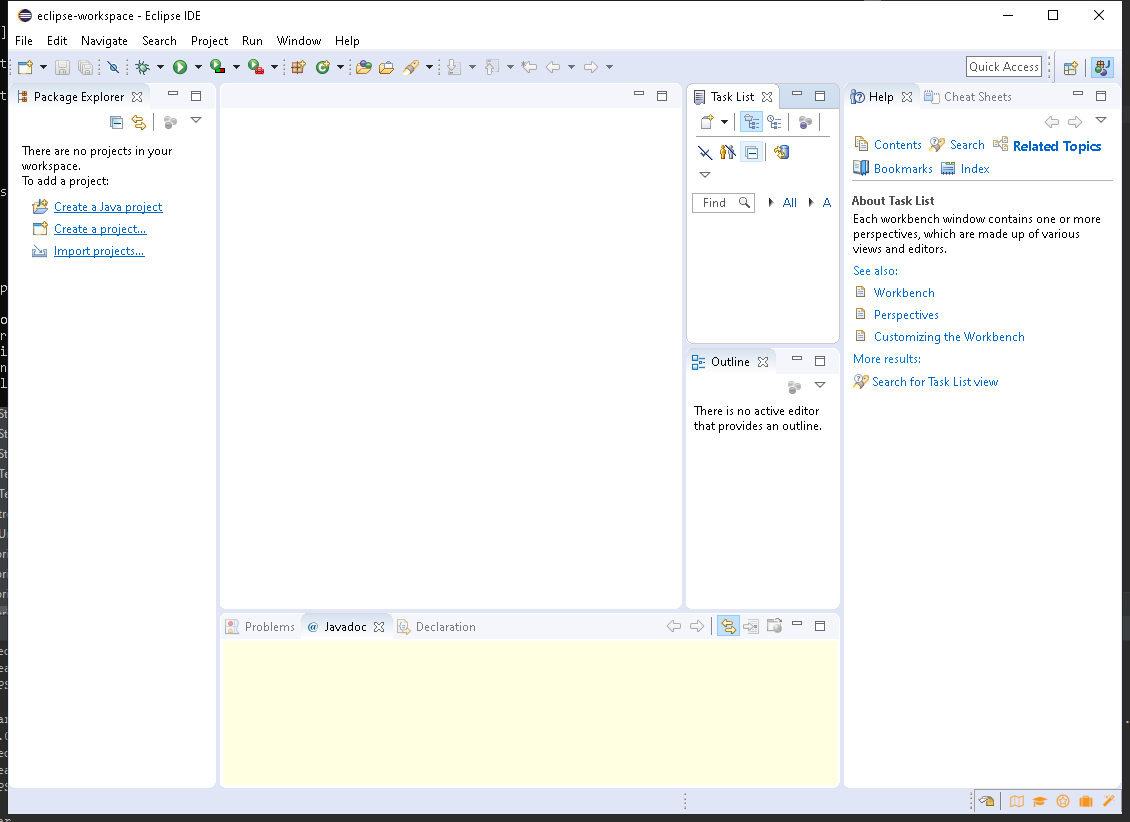 eclipse-workspace - Eclipse IDE
File Edit Navigate Search Project Run Window Help
Quick Access
Package Explorer
There are no projects in your
workspace.
To add a project:
Create a Java project
Create a project...
Import projects...
Task List
Find
All
A
Outline
There is no active editor
that provides an outline.
Problems
@ Javadoc
Declaration
Help
Cheat Sheets
Contents
Search
Related Topics
Bookmarks
Index
About Task List
Each workbench window contains one or more
perspectives, which are made up of various
views and editors.
See also:
Workbench
Perspectives
Customizing the Workbench
More results:
Search for Task List view